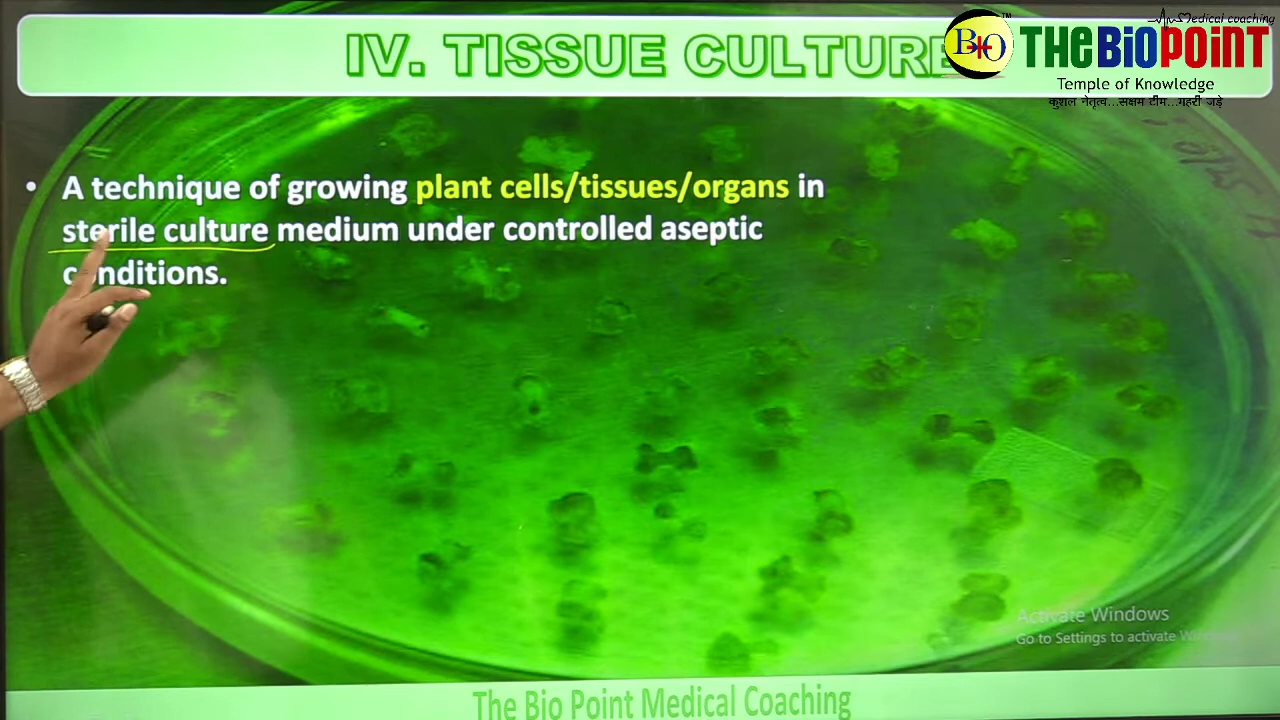 IV. TISSUE CULTURE
BIO
TM
Medical coaching
THE BIO POINT
Temple of Knowledge
कुशल नेतृत्व...सक्षम टीम...गहरी जड़े
• A technique of growing plant cells/tissues/organs in
sterile culture medium under controlled aseptic
conditions.
Activate Windows
Go to Settings to activate Windows.
The Bio Point Medical Coaching